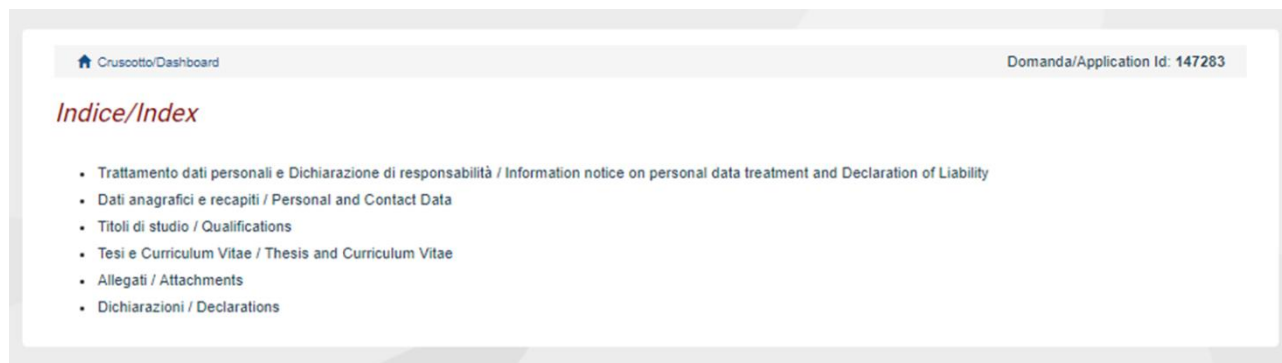 Cruscotto/Dashboard
Domanda/Application Id: 147283
Indice/Index
Trattamento dati personali e Dichiarazione di responsabilità / Information notice on personal data treatment and Declaration of Liability
Dati anagrafici e recapiti / Personal and Contact Data
Titoli di studio / Qualifications
Tesi e Curriculum Vitae / Thesis and Curriculum Vitae
Allegati / Attachments
Dichiarazioni / Declarations